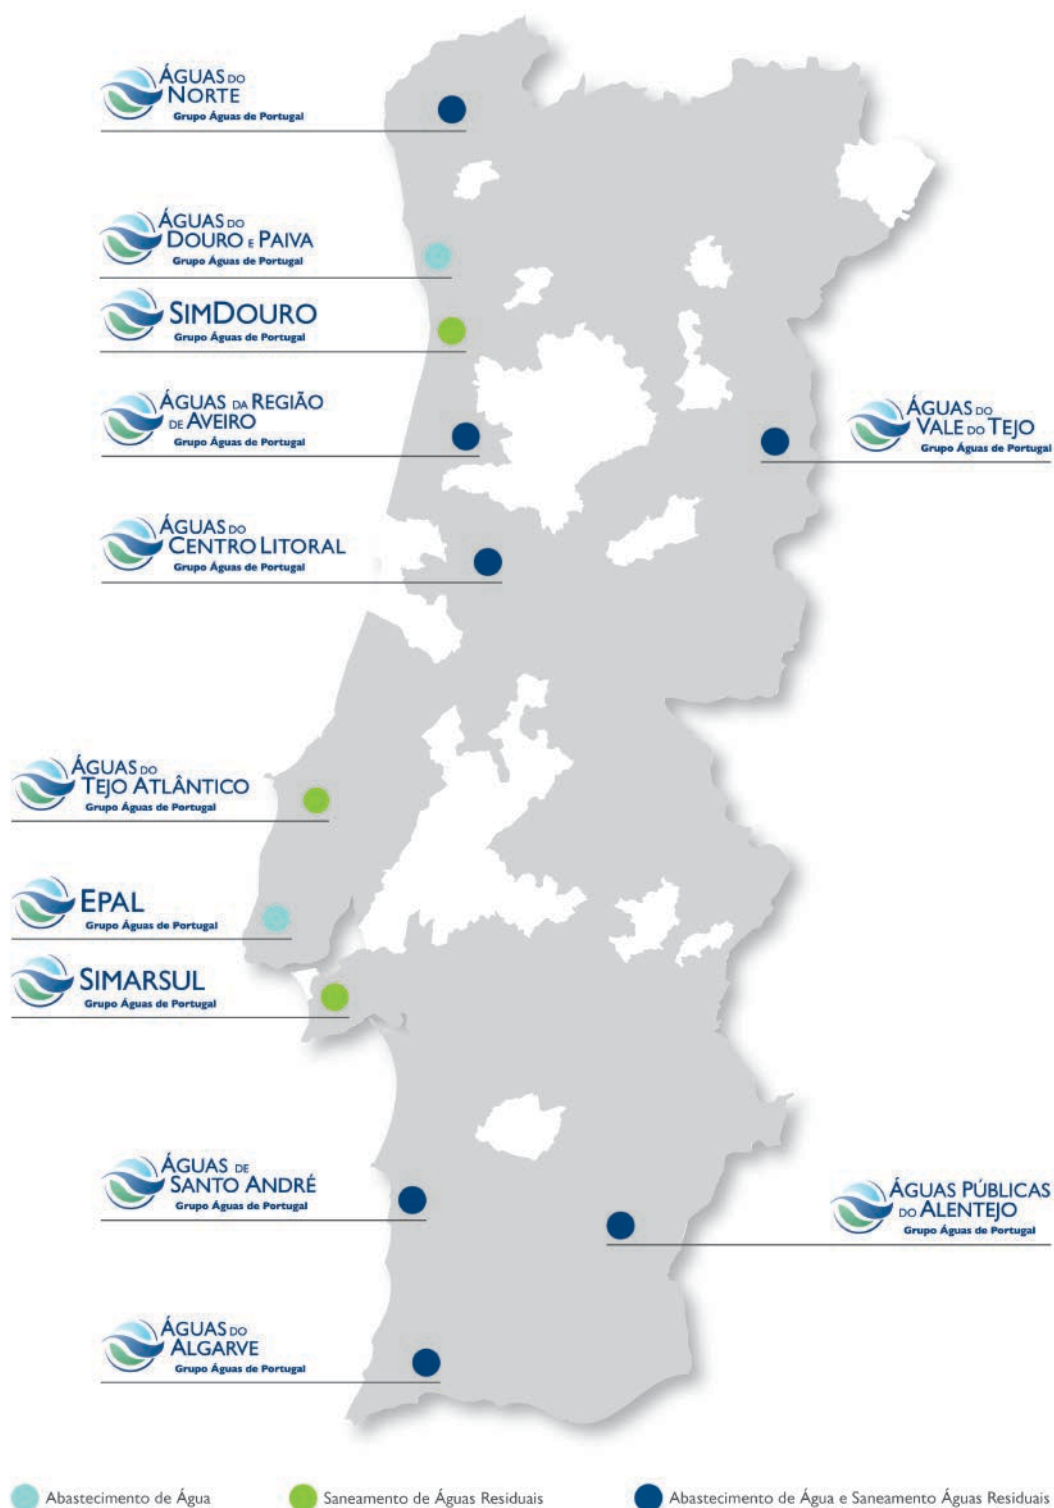 ÁGUAS DO
NORTE
Grupo Águas de Portugal
ÁGUAS DO
DOURO E PAIVA
Grupo Águas de Portugal
SIMDOURO
Grupo Águas de Portugal
ÁGUAS DA REGIÃO
DE AVEIRO
Grupo Águas de Portugal
ÁGUAS DO
VALE DO TEJO
Grupo Águas de Portugal
ÁGUAS DO
CENTRO LITORAL
Grupo Águas de Portugal
ÁGUAS DO
TEJO ATLÂNTICO
Grupo Águas de Portugal
EPAL
Grupo Águas de Portugal
SIMARSUL
Grupo Águas de Portugal
ÁGUAS DE
SANTO ANDRÉ
Grupo Águas de Portugal
ÁGUAS PÚBLICAS
DO ALENTEJO
Grupo Águas de Portugal
ÁGUAS DO
ALGARVE
Grupo Águas de Portugal
Abastecimento de Água
Saneamento de Águas Residuais
Abastecimento de Água e Saneamento Águas Residuais